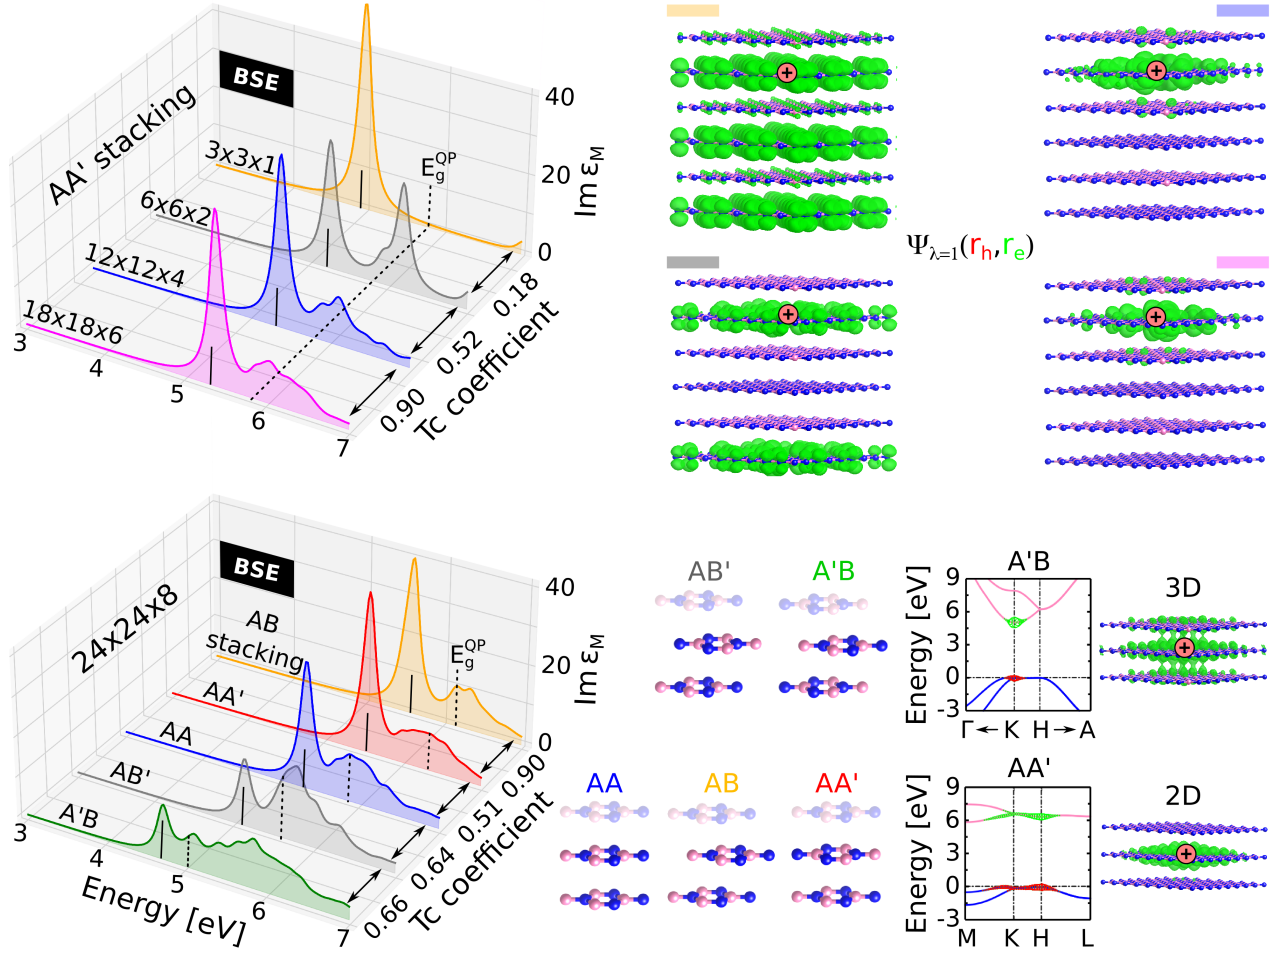 BSE
AA' stacking
3x3x1
6x6x2
12x12x4
18x18x6
E_g^QP
40
20
0
Im ε_M
3
4
5
6
7
0.18
0.52
0.90
Tc coefficient
+
+
Ψ_λ=1(r_h,r_e)
+
+
BSE
24x24x8
AB
stacking
AA'
AA
AB'
A'B
E_g^QP
40
20
0
Im ε_M
3
4
5
6
7
Energy [eV]
0.90
0.51
0.64
0.64
0.66
Tc coefficient
AB'
A'B
AA
AB
AA'
A'B
Energy [eV]
9
6
3
0
-3
Γ ← K H → A
3D
+
AA'
Energy [eV]
9
6
3
0
-3
M K H L
2D
+